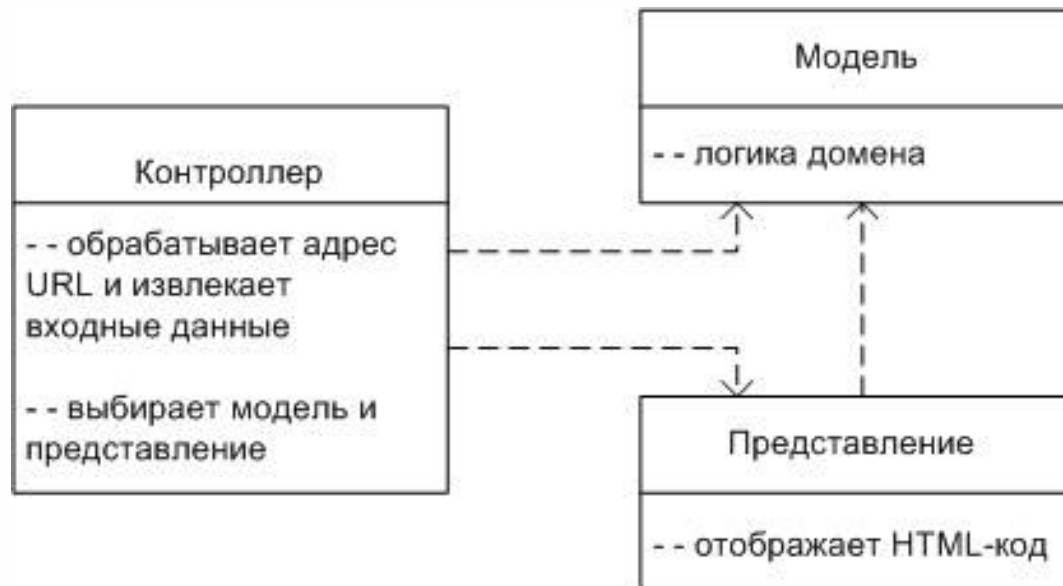 Модель
- - логика домена
Контроллер
- - обрабатывает адрес
URL и извлекает
входные данные
- - выбирает модель и
представление
Представление
- - отображает HTML-код